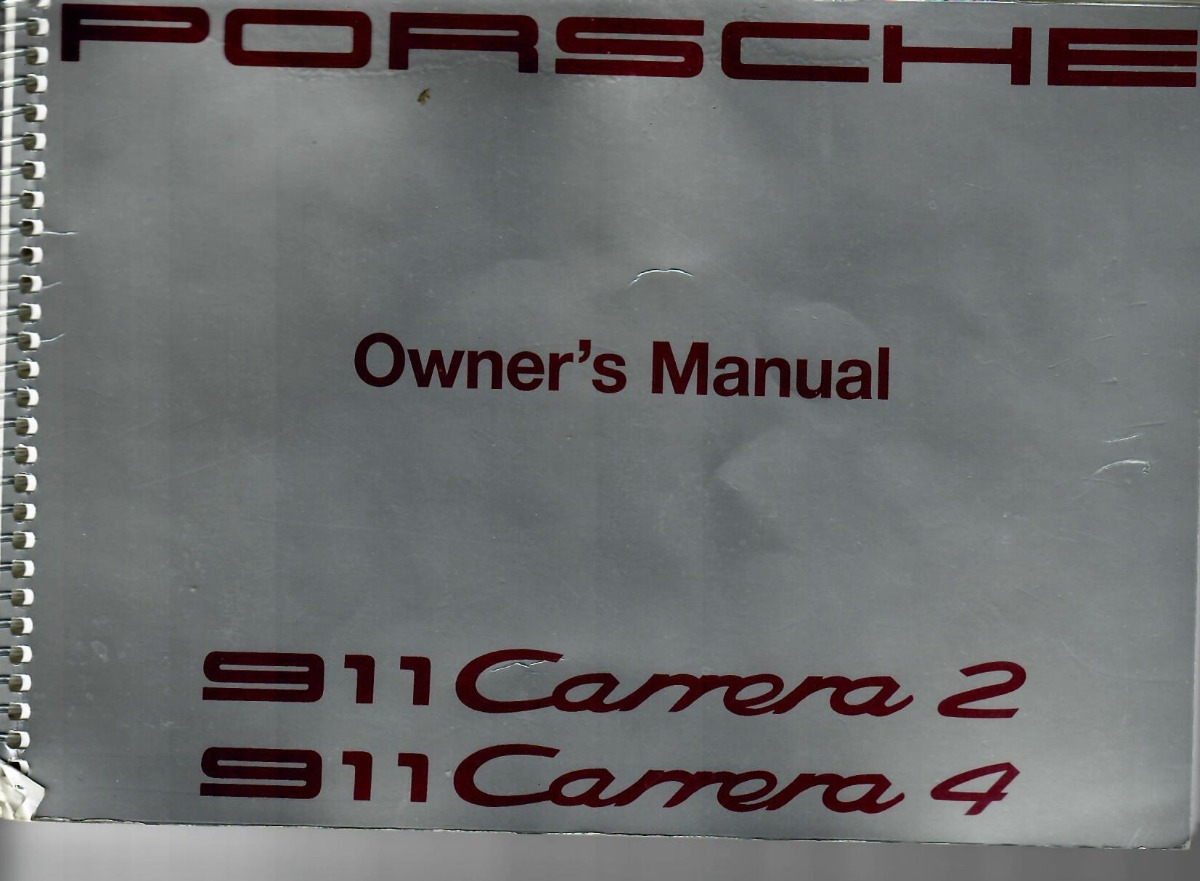 PORSCHE
Owner's Manual
911 Carrera 2
911 Carrera 4